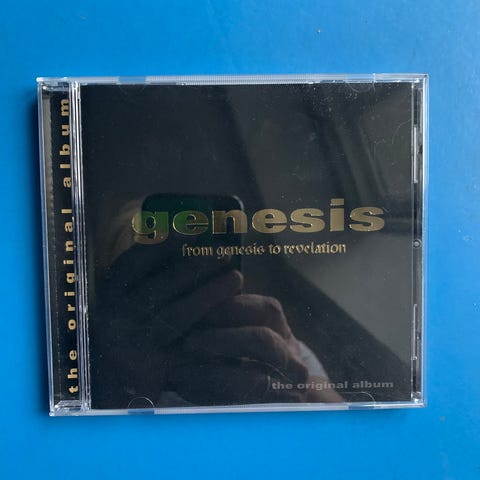 the original album
genesis
from genesis to revelation
the original album